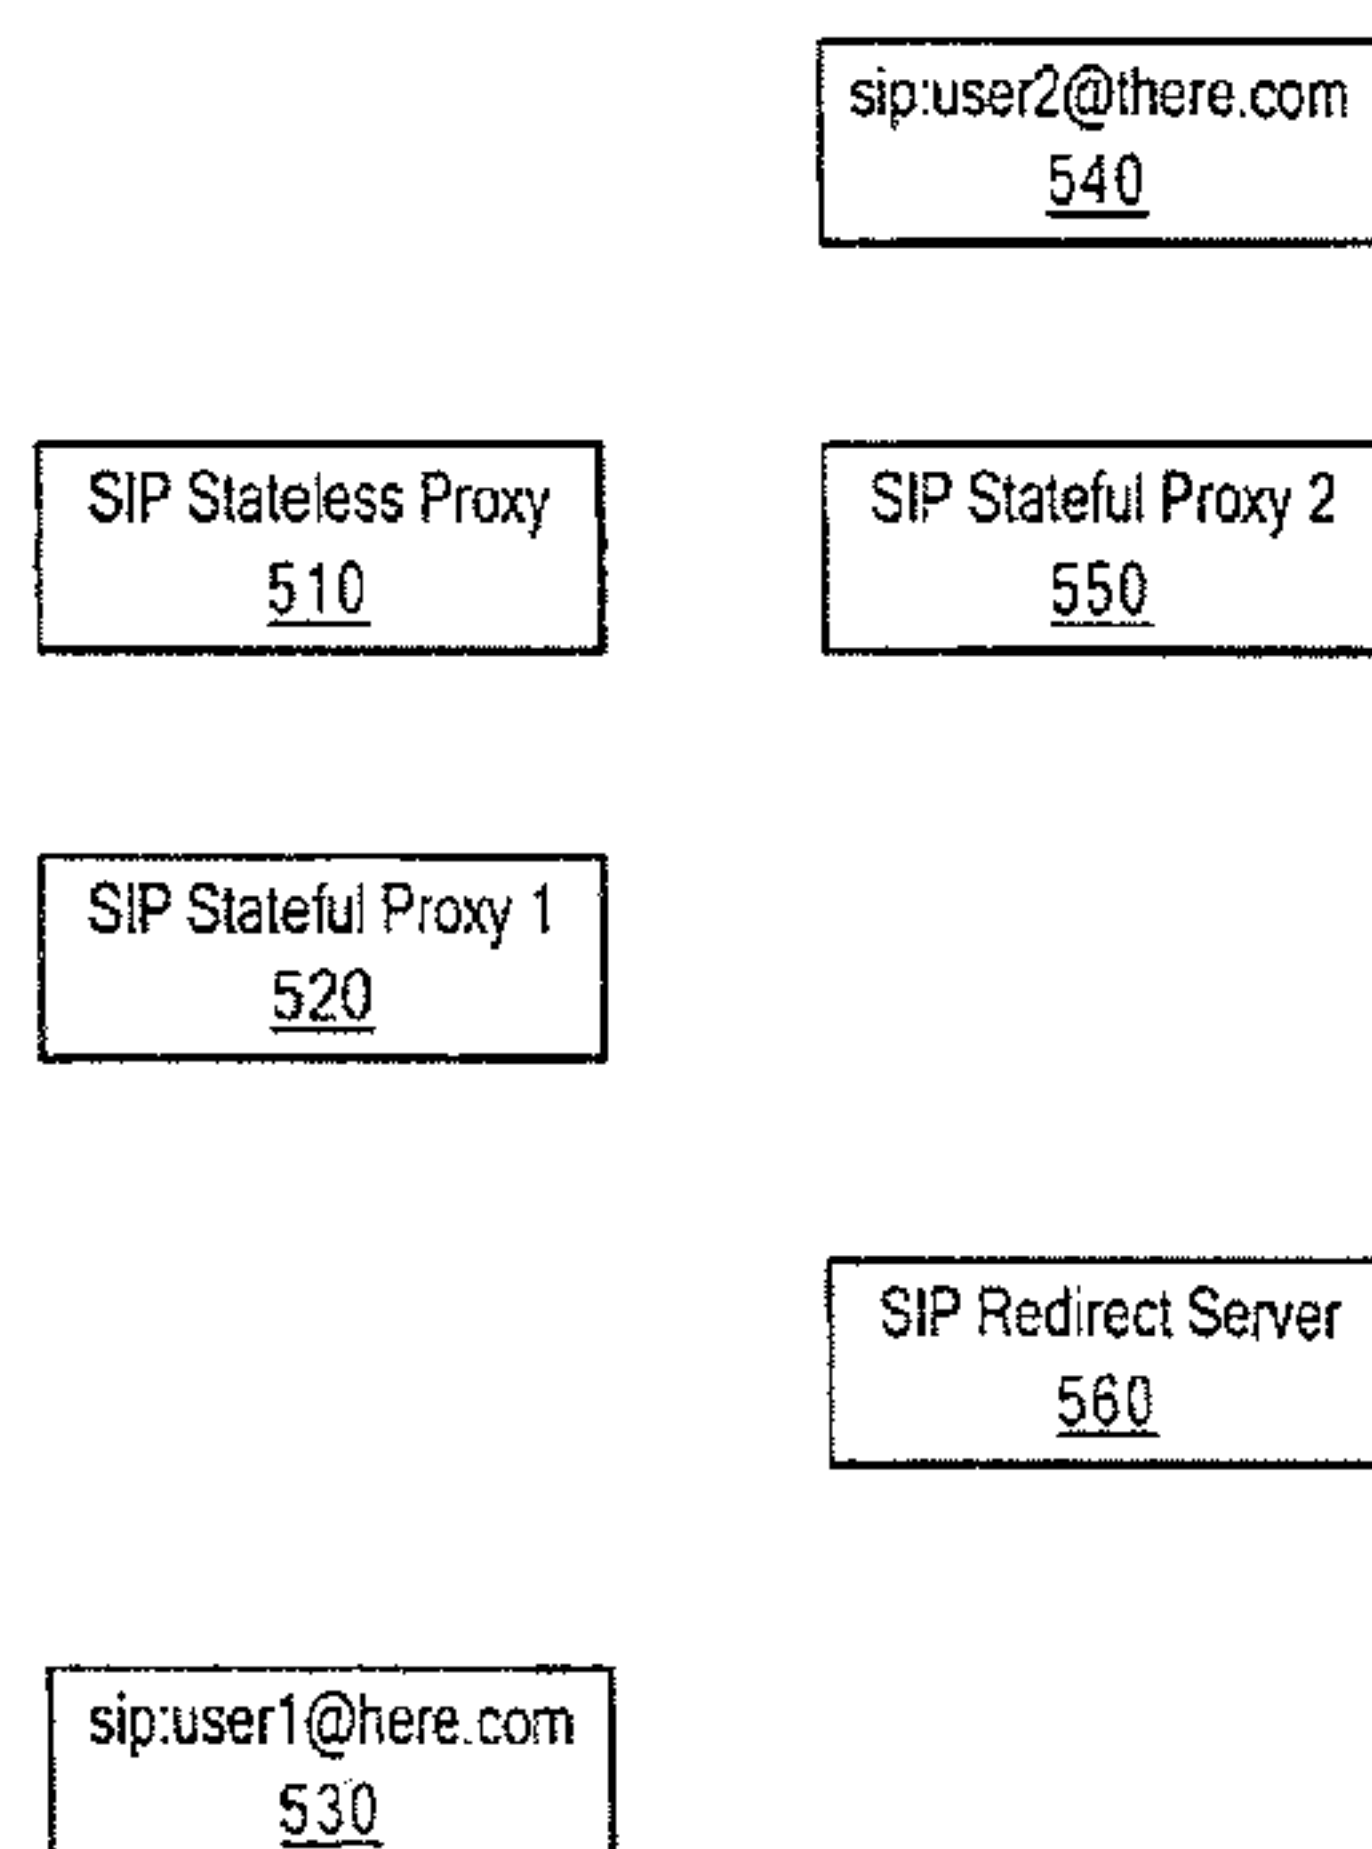 sip:user2@there.com
540
SIP Stateless Proxy
510
SIP Stateful Proxy 2
550
SIP Stateful Proxy 1
520
SIP Redirect Server
560
sip:user1@here.com
530